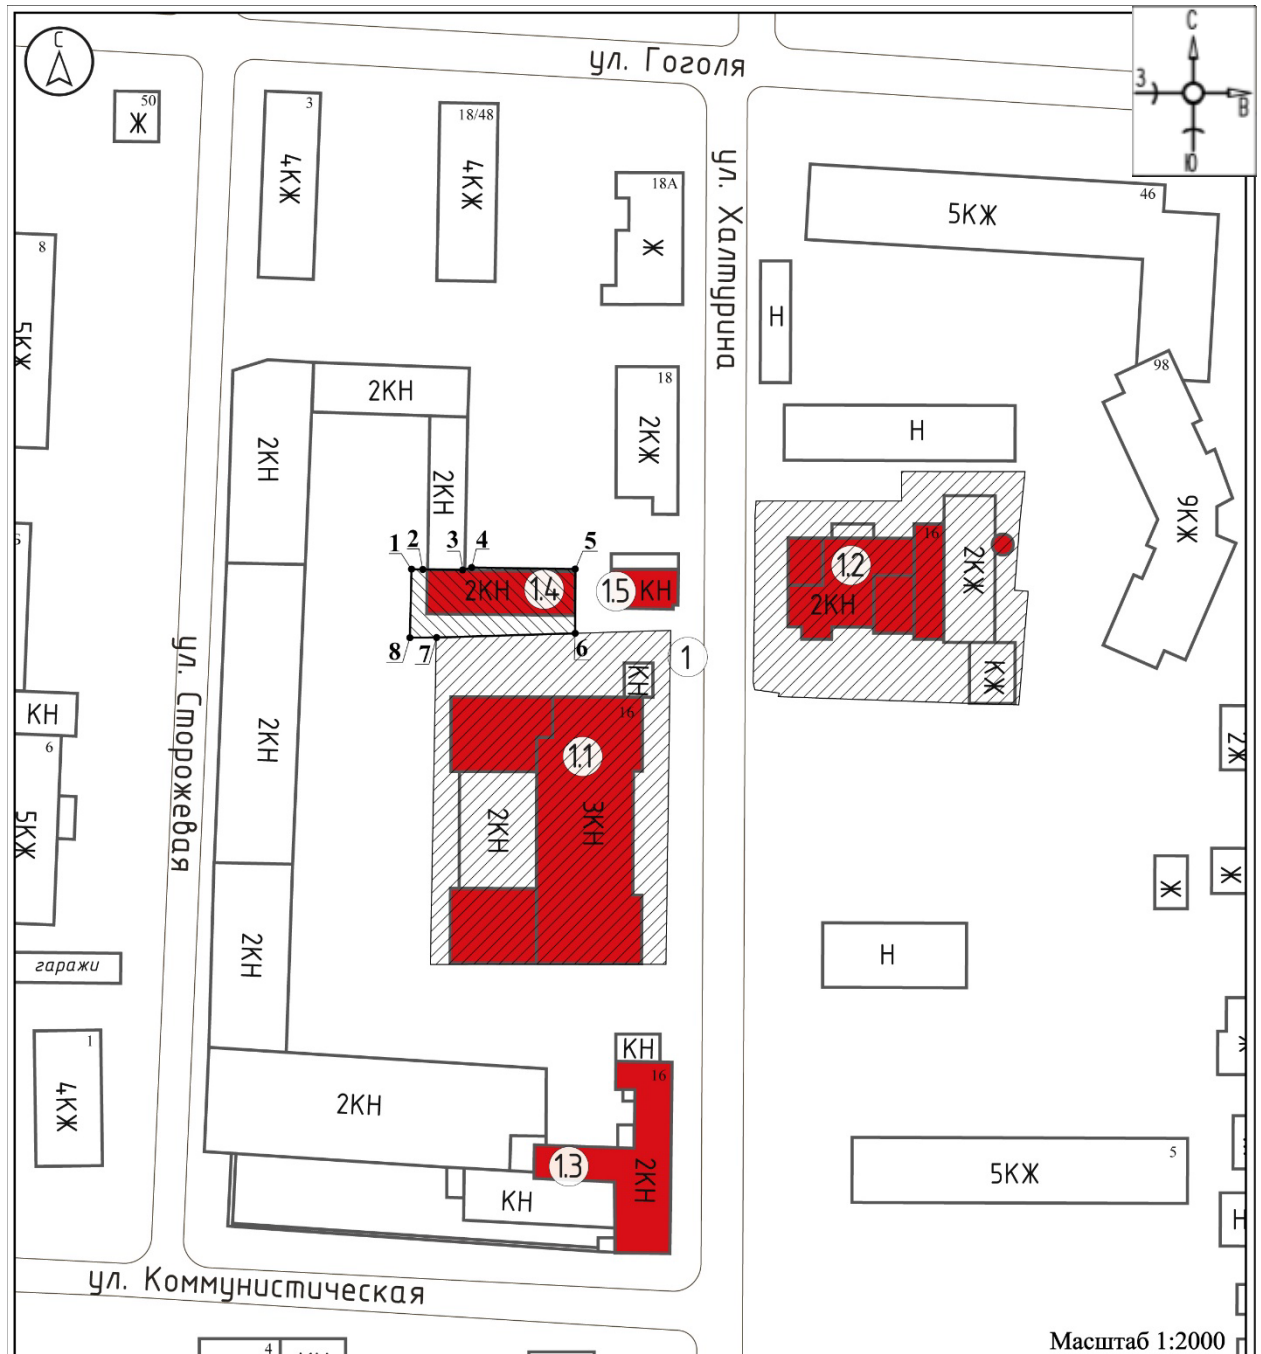 С
С
З
В
Ю
ул. Гоголя
50
Ж
3
4КЖ
18/48
4КЖ
18А
Ж
ул. Халтурина
46
5КЖ
Н
8
5КЖ
98
9КЖ
2КН
18
2КЖ
Н
2КН
2КН
1
2
3
4
5
2КН
1.4
1.5
КН
16
1.2
2КН
2КЖ
КЖ
8
7
6
1
ул. Сторожевая
КН
КН
6
5КЖ
2КН
16
1.1
2КН
3КН
2Ж
Ж
Ж
2КН
гаражи
Н
1
4КЖ
КН
16
2КН
1.3
2КН
КН
5
5КЖ
Н
ул. Коммунистическая
Масштаб 1:2000
4